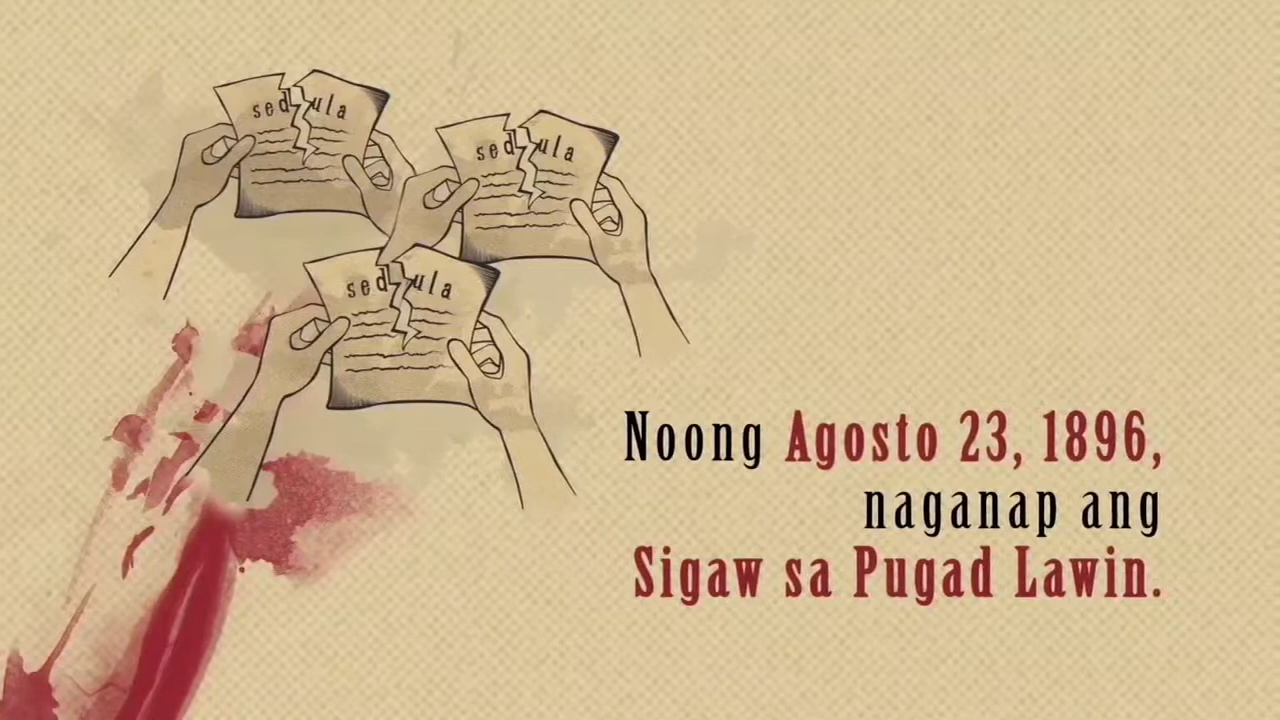 sedula
sedula
sedula
Noong Agosto 23, 1896,
naganap ang
Sigaw sa Pugad Lawin.